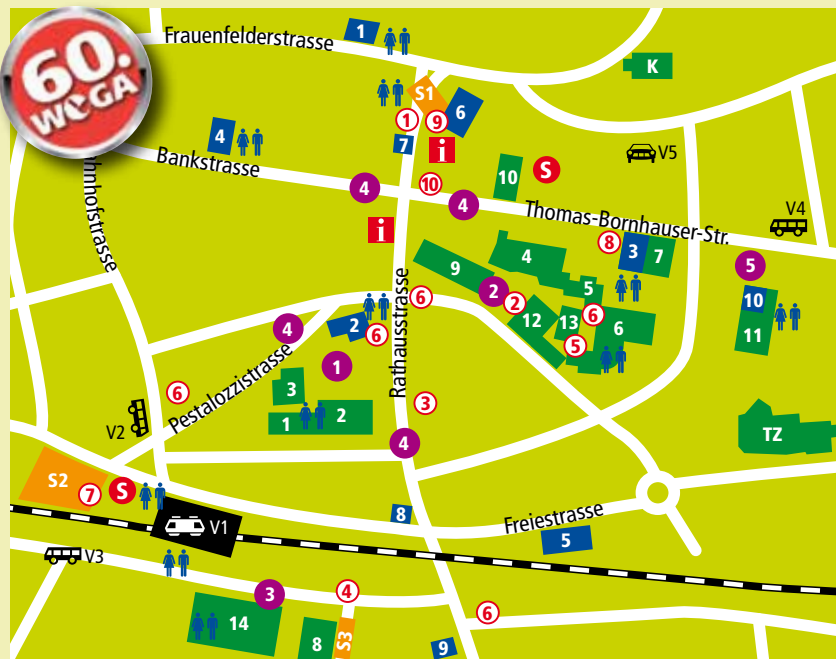 60.
WEGA
Frauenfelderstrasse
1
K
S1
6
1
9
4
7
i
V5
Bankstrasse
10
S
4
10
4
Thomas-Bornhauser-Str.
V4
i
8
3
7
4
9
5
hnhofstrasse
5
2
2
10
6
6
4
2
6
12
13
6
11
5
Rathausstrasse
1
Pestalozzistrasse
3
6
3
V2
1
2
4
TZ
S2
7
S
V1
8
Freiestrasse
5
V3
3
4
6
14
8
S3
9